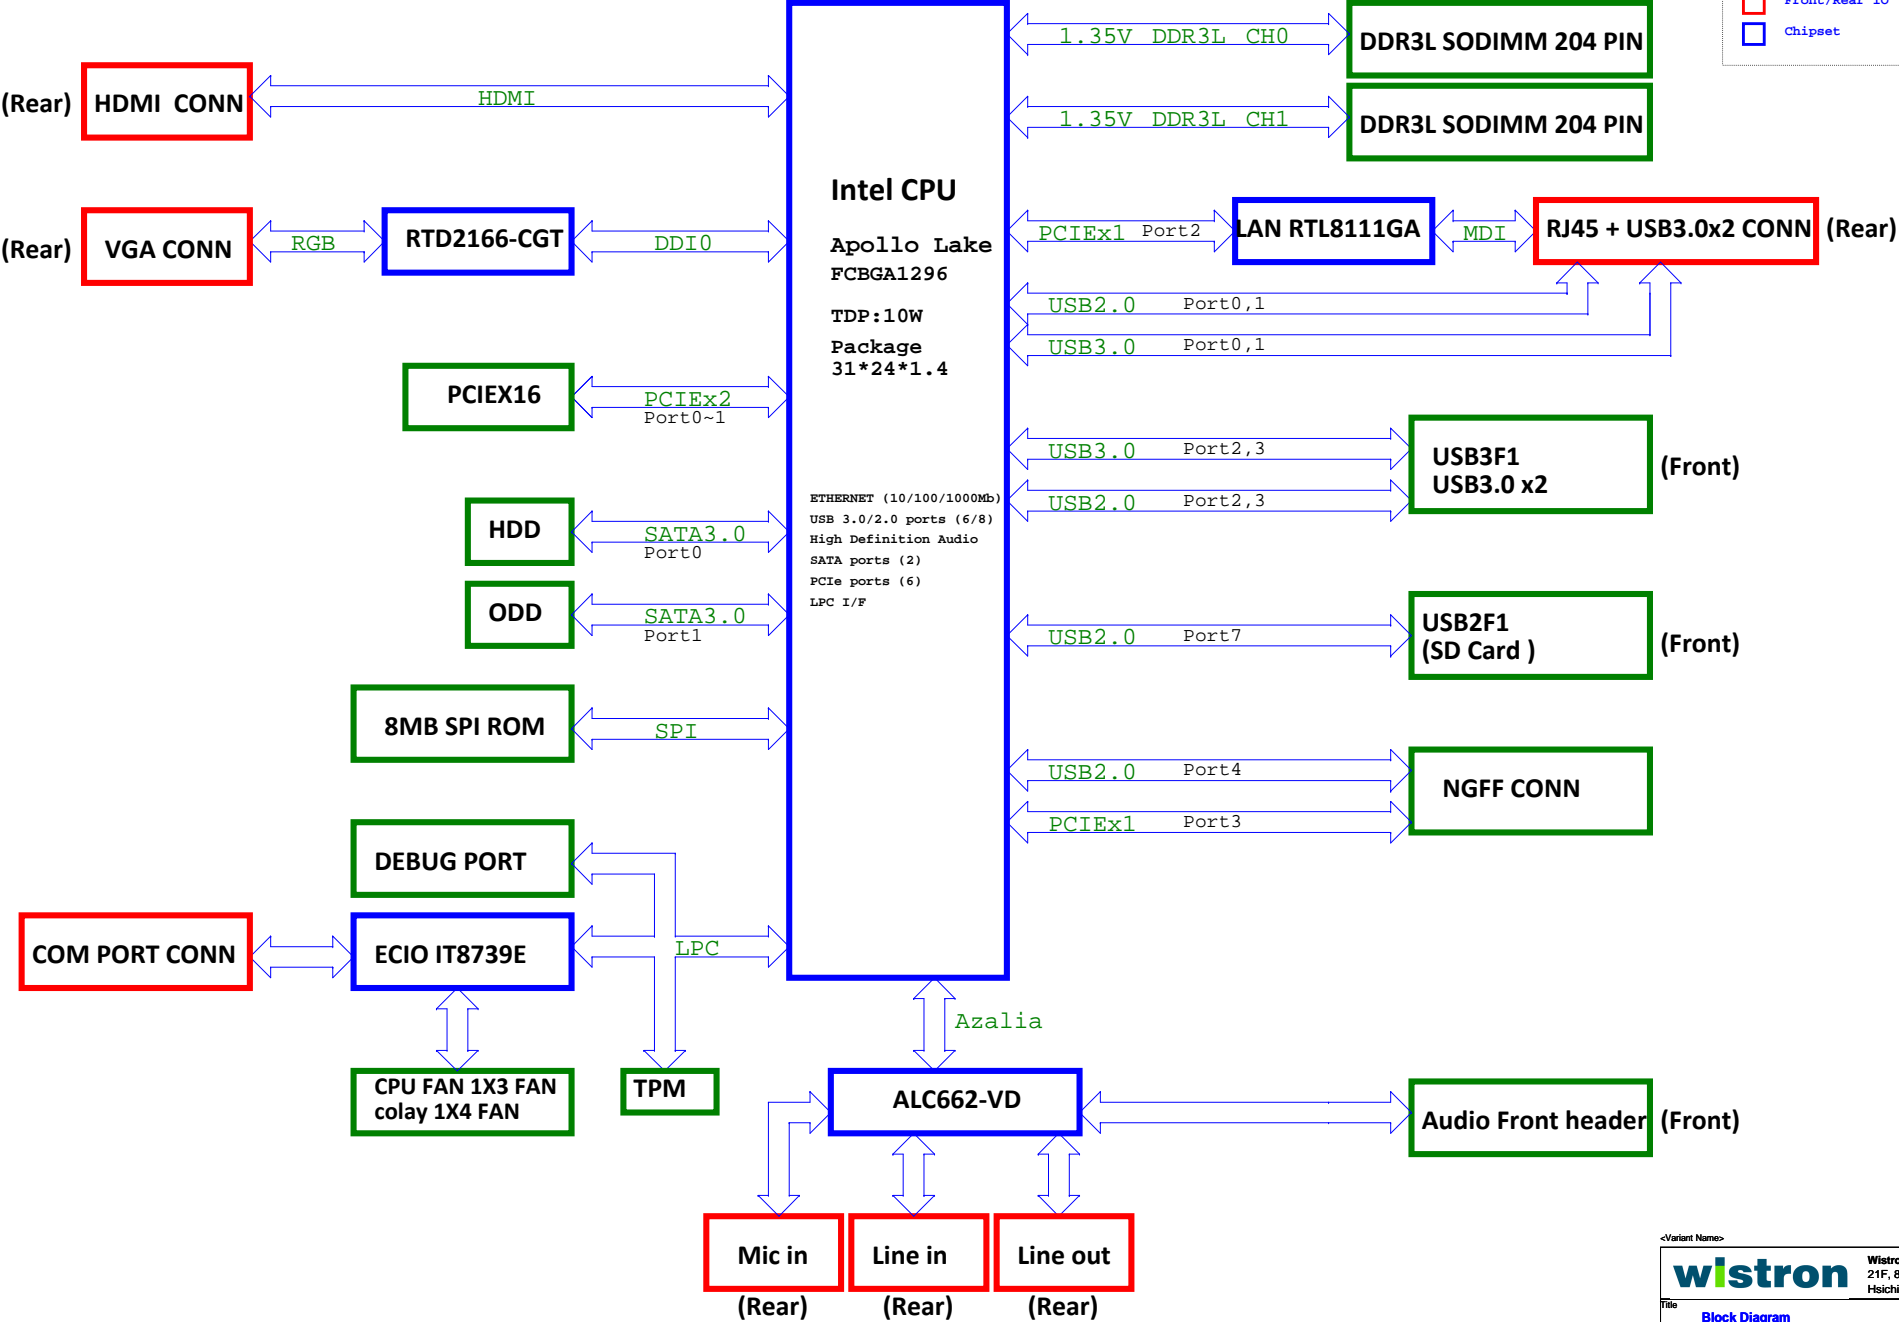 Front/Rear IO
Chipset
1.35V DDR3L CH0
DDR3L SODIMM 204 PIN
(Rear)
HDMI CONN
HDMI
1.35V DDR3L CH1
DDR3L SODIMM 204 PIN
Intel CPU
Apollo Lake
FCBGA1296
TDP:10W
Package
31*24*1.4
(Rear)
VGA CONN
RGB
RTD2166-CGT
DDI0
PCIEx1 Port2
LAN RTL8111GA
MDI
RJ45 + USB3.0x2 CONN
(Rear)
USB2.0 Port0,1
USB3.0 Port0,1
PCIEX16
PCIEx2
Port0~1
USB3.0 Port2,3
USB2.0 Port2,3
USB3F1
USB3.0 x2
(Front)
ETHERNET (10/100/1000Mb)
USB 3.0/2.0 ports (6/8)
High Definition Audio
SATA ports (2)
PCIe ports (6)
LPC I/F
HDD
SATA3.0
Port0
ODD
SATA3.0
Port1
USB2.0 Port7
USB2F1
(SD Card )
(Front)
8MB SPI ROM
SPI
USB2.0 Port4
PCIEx1 Port3
NGFF CONN
DEBUG PORT
COM PORT CONN
ECIO IT8739E
LPC
Azalia
CPU FAN 1X3 FAN
colay 1X4 FAN
TPM
ALC662-VD
Audio Front header
(Front)
Mic in
Line in
Line out
(Rear)
(Rear)
(Rear)
<Variant Name>
wistron
21F, 8
Title
Block Diagram